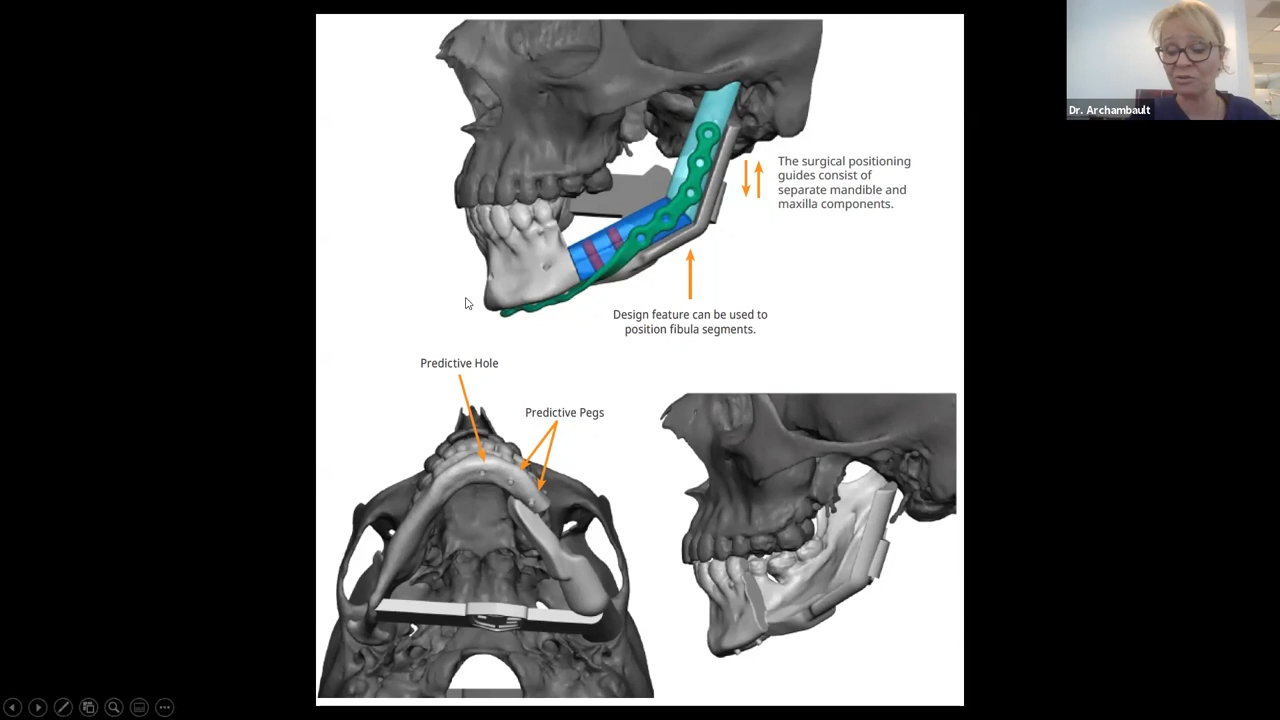 Dr. Archambault
The surgical positioning
guides consist of
separate mandible and
maxilla components.
Design feature can be used to
position fibula segments.
Predictive Hole
Predictive Pegs